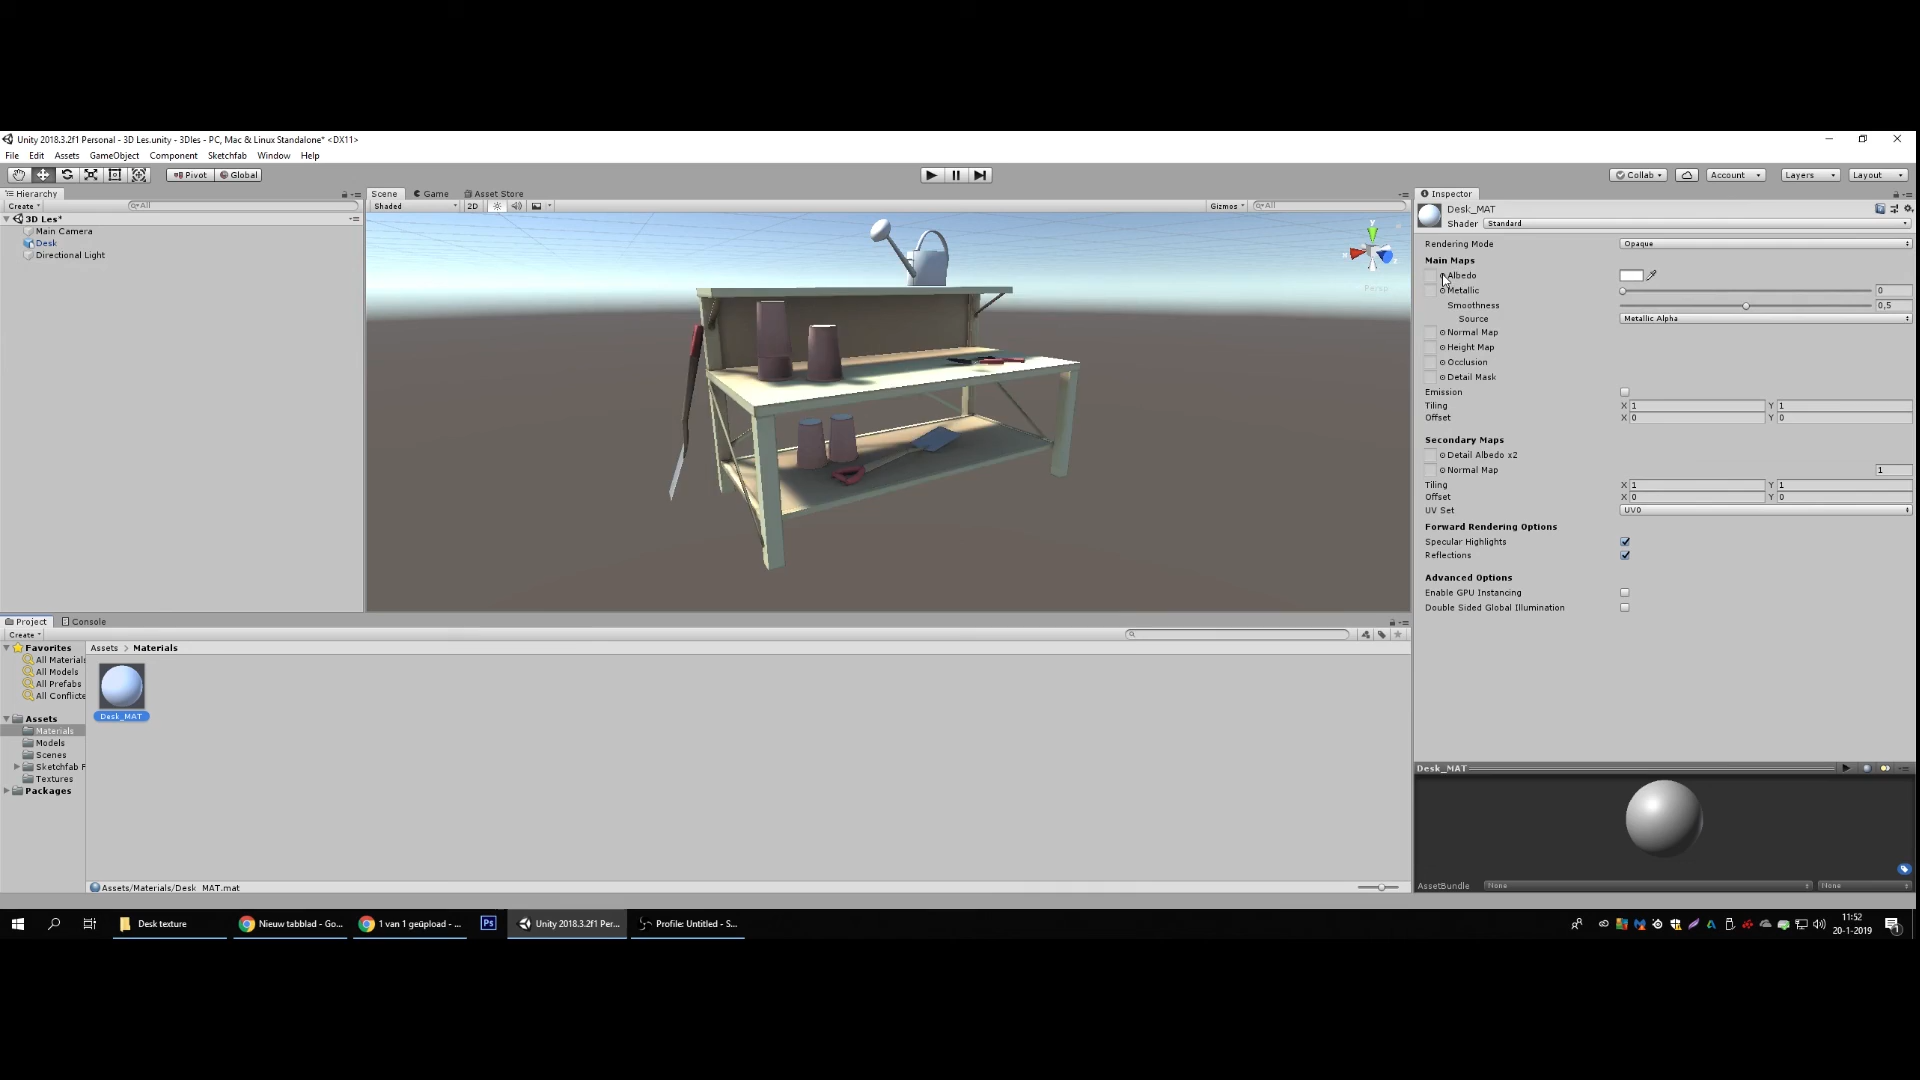 Unity 2018.3.2f1 Personal - 3D Les.unity - 3Dles - PC, Mac & Linux Standalone* <DX11>
File Edit Assets GameObject Component Sketchfab Window Help
Pivot Global Collab Account Layers Layout
Hierarchy Scene Game Asset Store Inspector
Create All Shaded 2D Gizmos All
Desk_MAT
Shader Standard
3D Les*
Main Camera
Desk
Directional Light
y
Persp
Rendering Mode Opaque
Main Maps
Albedo
Metallic 0
Smoothness 0,5
Source Metallic Alpha
Normal Map
Height Map
Occlusion
Detail Mask
Emission
Tiling X 1 Y 1
Offset X 0 Y 0
Secondary Maps
Detail Albedo x2
Normal Map 1
Tiling X 1 Y 1
Offset X 0 Y 0
UV Set UV0
Forward Rendering Options
Specular Highlights
Reflections
Advanced Options
Enable GPU Instancing
Double Sided Global Illumination
Project Console
Create
Favorites
All Materials
All Models
All Prefabs
All Conflicte
Assets
Materials
Models
Scenes
Sketchfab F
Textures
Packages
Assets > Materials
Desk_MAT
Assets/Materials/Desk_MAT.mat
Desk_MAT
AssetBundle None None
Desk texture Nieuw tabblad - Go... 1 van 1 geüpload - ... Ps Unity 2018.3.2f1 Per... Profile: Untitled - S...
11:52
20-1-2019
1